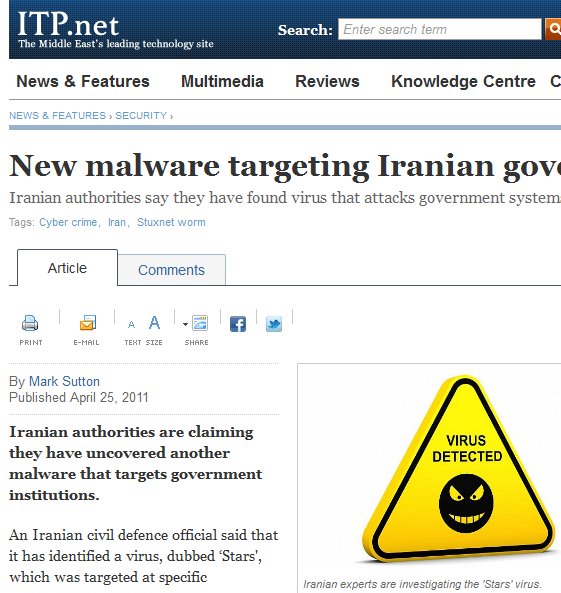 ITP.net
The Middle East's leading technology site
Search: Enter search term
News & Features Multimedia Reviews Knowledge Centre C
NEWS & FEATURES › SECURITY ›
New malware targeting Iranian gove
Iranian authorities say they have found virus that attacks government system
Tags: Cyber crime, Iran, Stuxnet worm
Article Comments
A A
PRINT E-MAIL TEXT SIZE SHARE
By Mark Sutton
Published April 25, 2011
Iranian authorities are claiming
they have uncovered another
malware that targets government
institutions.
An Iranian civil defence official said that
it has identified a virus, dubbed ‘Stars',
which was targeted at specific
VIRUS
DETECTED
Iranian experts are investigating the 'Stars' virus.